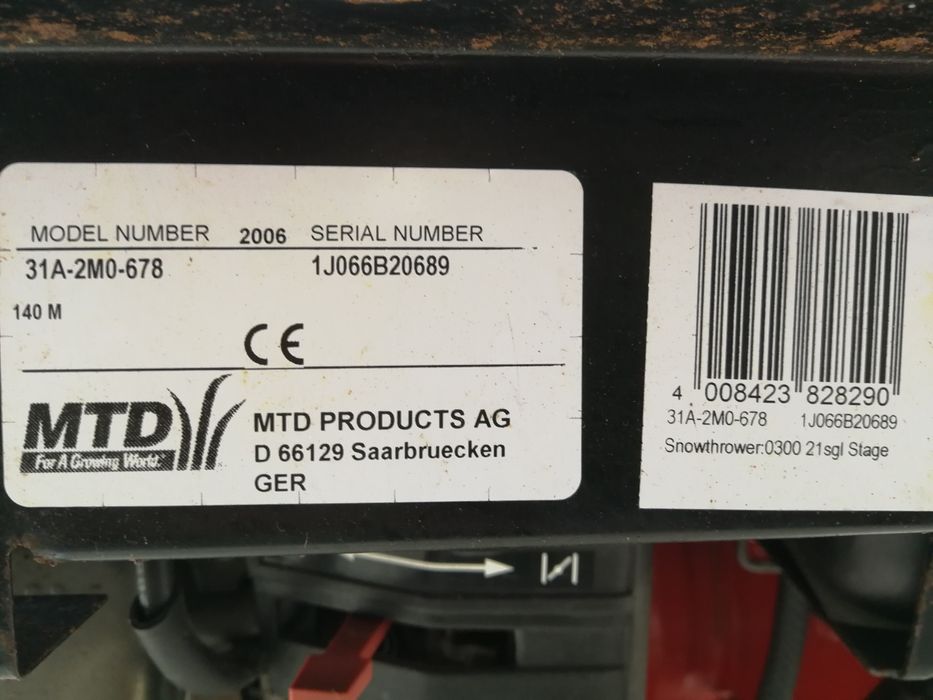 MODEL NUMBER 2006 SERIAL NUMBER
31A-2M0-678 1J066B20689
140 M
CE
MTD
For A Growing World.
MTD PRODUCTS AG
D 66129 Saarbruecken
GER
4 008423 828290
31A-2M0-678 1J066B20689
Snowthrower:0300 21sgl Stage